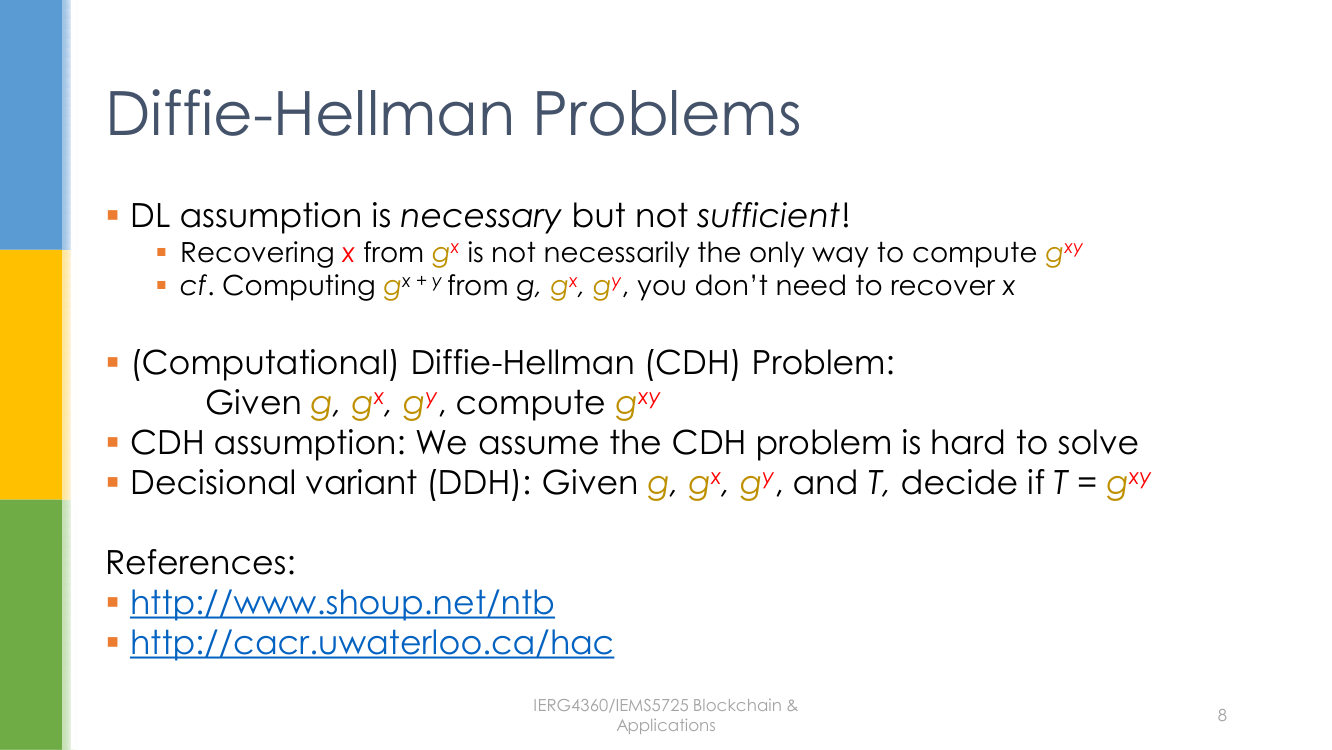 Diffie-Hellman Problems
▪ DL assumption is necessary but not sufficient!
▪ Recovering x from gˣ is not necessarily the only way to compute gˣʸ
▪ cf. Computing gˣ ⁺ ʸ from g, gˣ, gʸ, you don’t need to recover x
▪ (Computational) Diffie-Hellman (CDH) Problem:
Given g, gˣ, gʸ, compute gˣʸ
▪ CDH assumption: We assume the CDH problem is hard to solve
▪ Decisional variant (DDH): Given g, gˣ, gʸ, and T, decide if T = gˣʸ
References:
▪ http://www.shoup.net/ntb
▪ http://cacr.uwaterloo.ca/hac
IERG4360/IEMS5725 Blockchain &
Applications
8